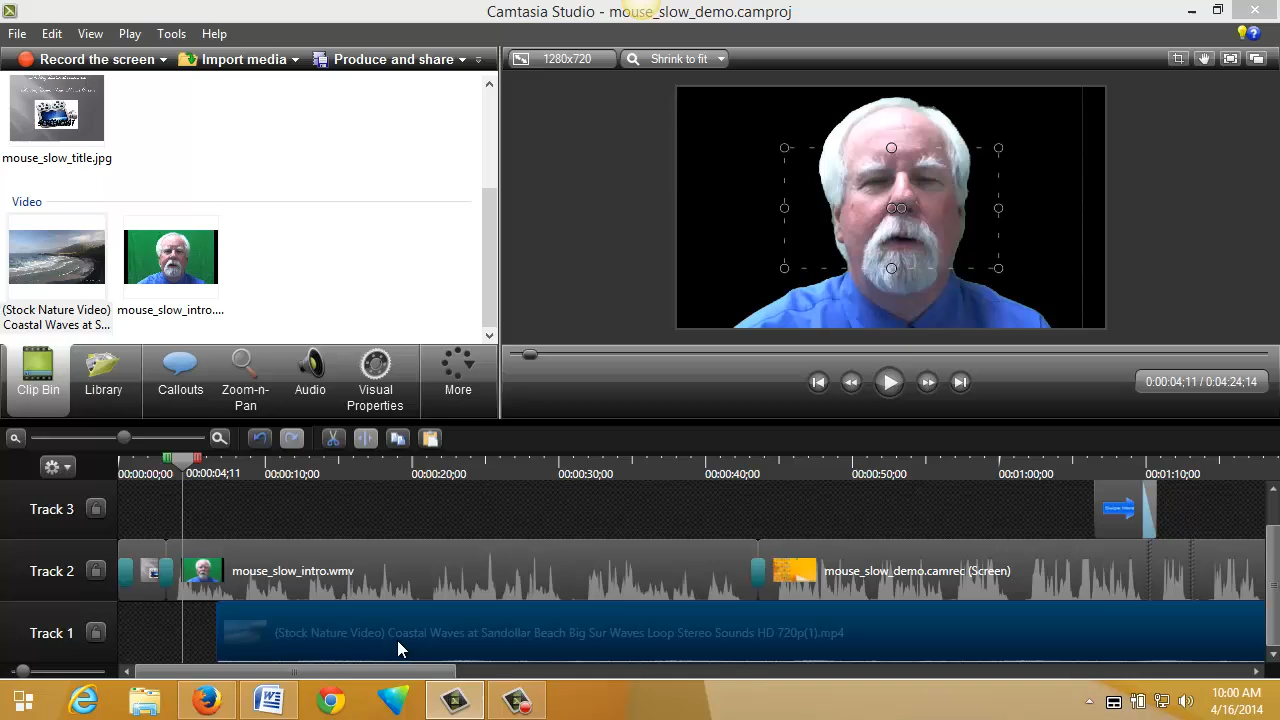 Camtasia Studio - mouse_slow_demo.camproj
File Edit View Play Tools Help
Record the screen Import media Produce and share
1280x720 Shrink to fit
mouse_slow_title.jpg
Video
(Stock Nature Video)
Coastal Waves at S...
mouse_slow_intro....
Clip Bin
Library
Callouts
Zoom-n-
Pan
Audio
Visual
Properties
More
0:00:04;11 / 0:04:24;14
00:00:00;00 00:00:04;11 00:00:10;00 00:00:20;00 00:00:30;00 00:00:40;00 00:00:50;00 00:01:00;00 00:01:10;00
Track 3
Track 2
mouse_slow_intro.wmv
mouse_slow_demo.camrec (Screen)
Track 1
(Stock Nature Video) Coastal Waves at Sandollar Beach Big Sur Waves Loop Stereo Sounds HD 720p(1).mp4
10:00 AM
4/16/2014